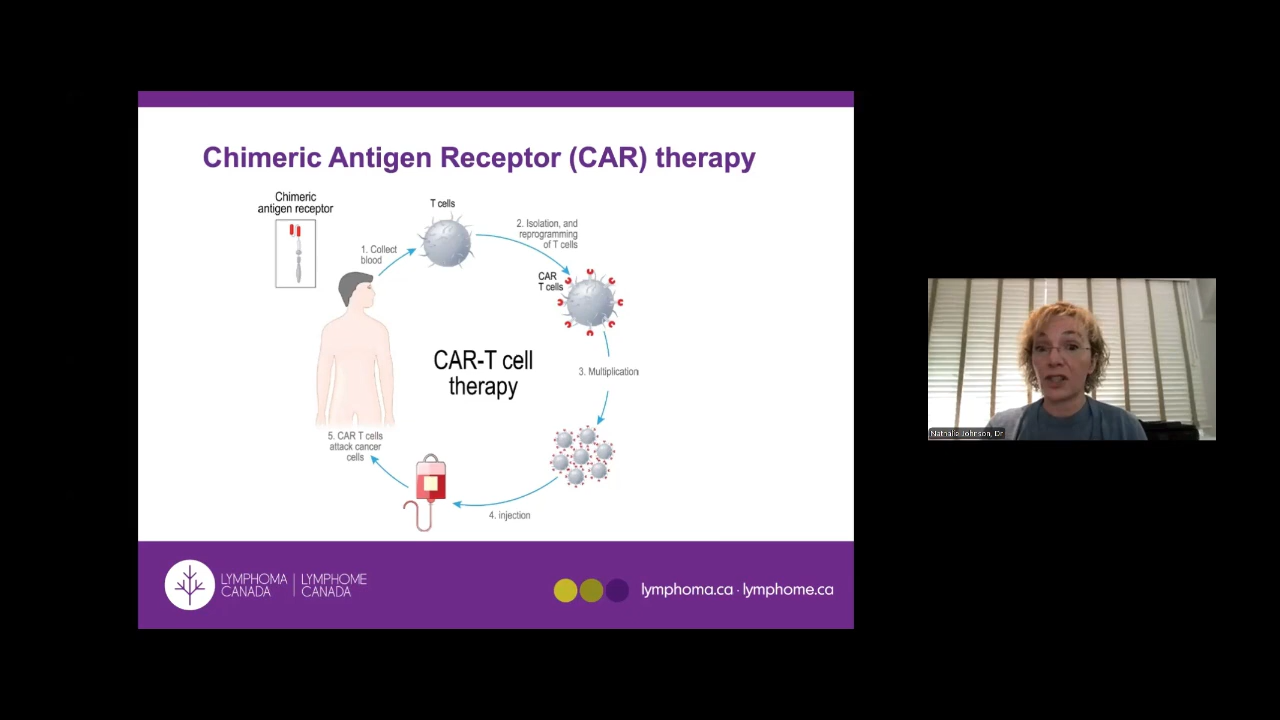 Chimeric Antigen Receptor (CAR) therapy
Chimeric
antigen receptor
T cells
1. Collect
blood
2. Isolation, and
reprogramming
of T cells
CAR
T cells
CAR-T cell
therapy
3. Multiplication
5. CAR T cells
attack cancer
cells
4. injection
LYMPHOMA
CANADA
LYMPHOME
CANADA
lymphoma.ca · lymphome.ca
Nathalie Johnson, Dr